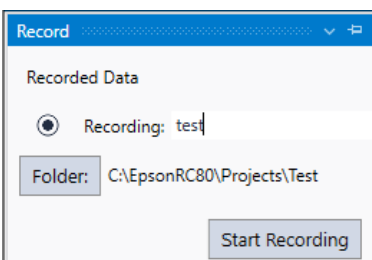 Record
Recorded Data
Recording: test
Folder: C:\EpsonRC80\Projects\Test
Start Recording